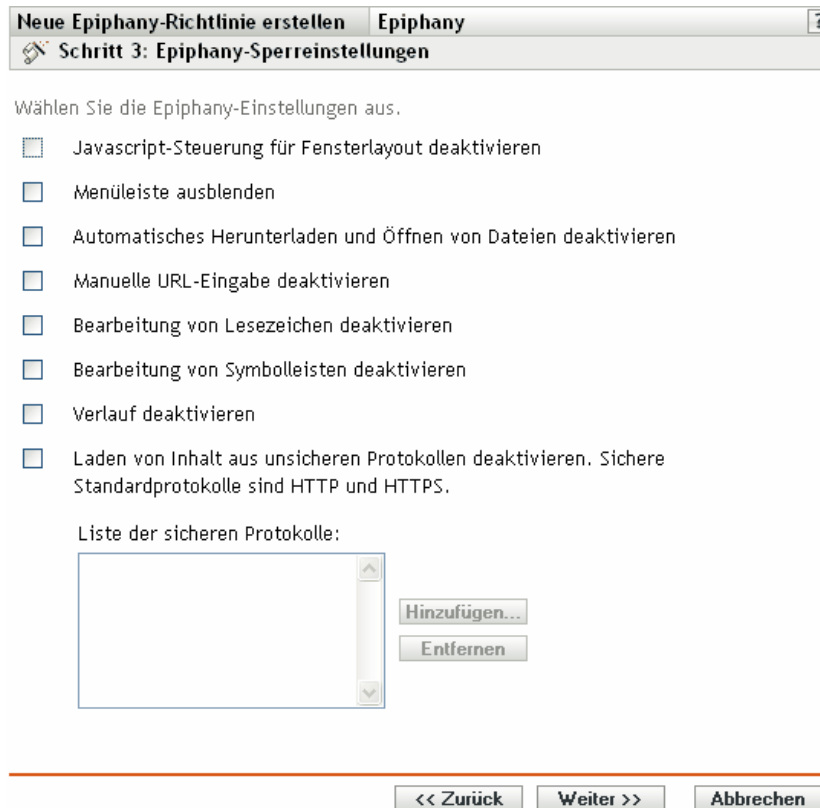 Neue Epiphany-Richtlinie erstellen Epiphany ?
Schritt 3: Epiphany-Sperreinstellungen
Wählen Sie die Epiphany-Einstellungen aus.
Javascript-Steuerung für Fensterlayout deaktivieren
Menüleiste ausblenden
Automatisches Herunterladen und Öffnen von Dateien deaktivieren
Manuelle URL-Eingabe deaktivieren
Bearbeitung von Lesezeichen deaktivieren
Bearbeitung von Symbolleisten deaktivieren
Verlauf deaktivieren
Laden von Inhalt aus unsicheren Protokollen deaktivieren. Sichere
Standardprotokolle sind HTTP und HTTPS.
Liste der sicheren Protokolle:
Hinzufügen...
Entfernen
<< Zurück Weiter >> Abbrechen